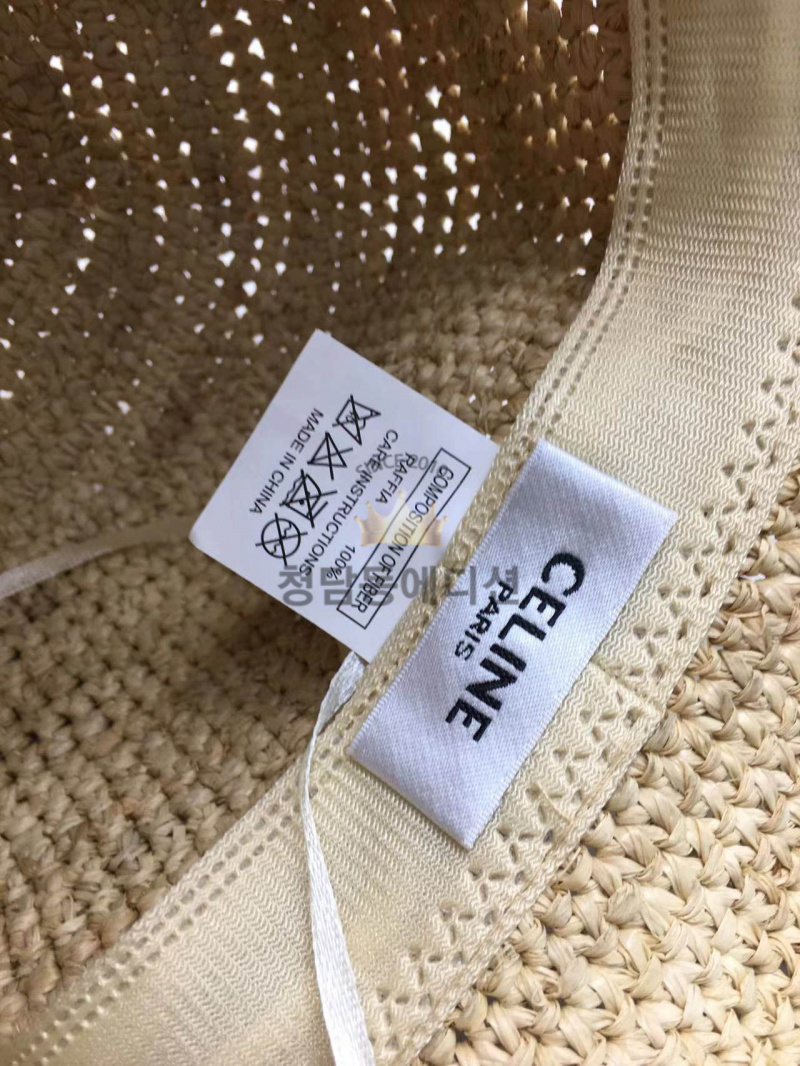 COMPOSITION OF FIBER
RAFFIA 100%
CARE/INSTRUCTIONS
MADE IN CHINA
CELINE
PARIS
청담동에디션